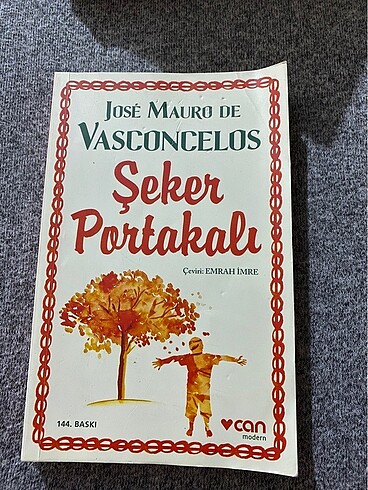 JOSÉ MAURO DE
VASCONCELOS
Şeker
Portakalı
Çeviri: EMRAH İMRE
144. BASKI
can
modern